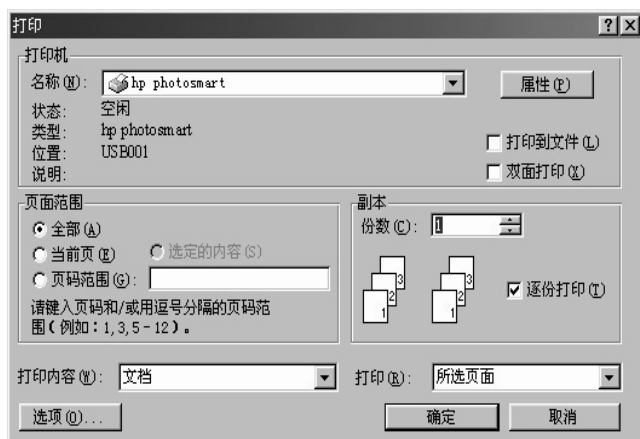 打印
打印机
名称(N): hp photosmart 属性(P)
状态: 空闲
类型: hp photosmart
位置: USB001 打印到文件(L)
说明: 双面打印(X)
页面范围 副本
全部(A) 份数(C): 1
当前页(E) 选定的内容(S)
页码范围(G): 逐份打印(T)
请键入页码和/或用逗号分隔的页码范
围(例如:1,3,5-12)。
3 3
2 2
1 1
打印内容(W): 文档 打印(R): 所选页面
选项(O)... 确定 取消